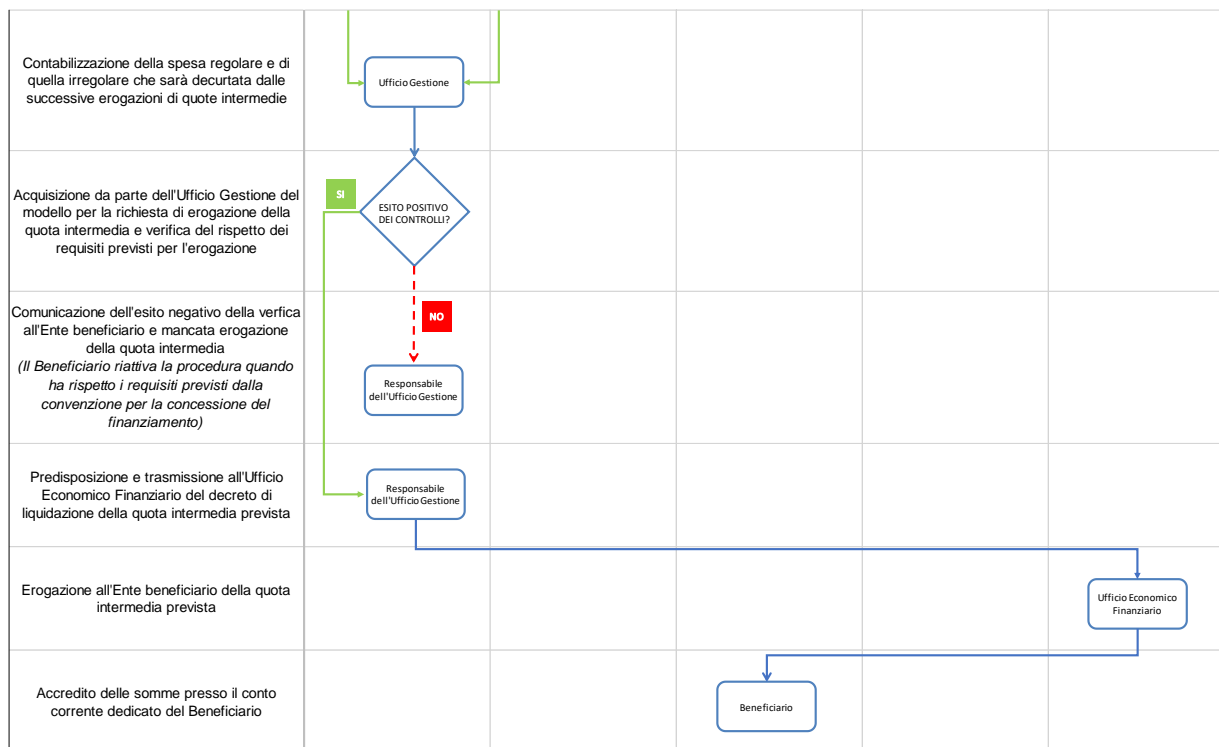 Contabilizzazione della spesa regolare e di
quella irregolare che sarà decurtata dalle
successive erogazioni di quote intermedie
Ufficio Gestione
Acquisizione da parte dell'Ufficio Gestione del
modello per la richiesta di erogazione della
quota intermedia e verifica del rispetto dei
requisiti previsti per l'erogazione
SI
ESITO POSITIVO
DEI CONTROLLI?
Comunicazione dell'esito negativo della verfica
all'Ente beneficiario e mancata erogazione
della quota intermedia
(Il Beneficiario riattiva la procedura quando
ha rispetto i requisiti previsti dalla
convenzione per la concessione del
finanziamento)
NO
Responsabile
dell'Ufficio Gestione
Predisposizione e trasmissione all'Ufficio
Economico Finanziario del decreto di
liquidazione della quota intermedia prevista
Responsabile
dell'Ufficio Gestione
Erogazione all'Ente beneficiario della quota
intermedia prevista
Ufficio Economico
Finanziario
Accredito delle somme presso il conto
corrente dedicato del Beneficiario
Beneficiario